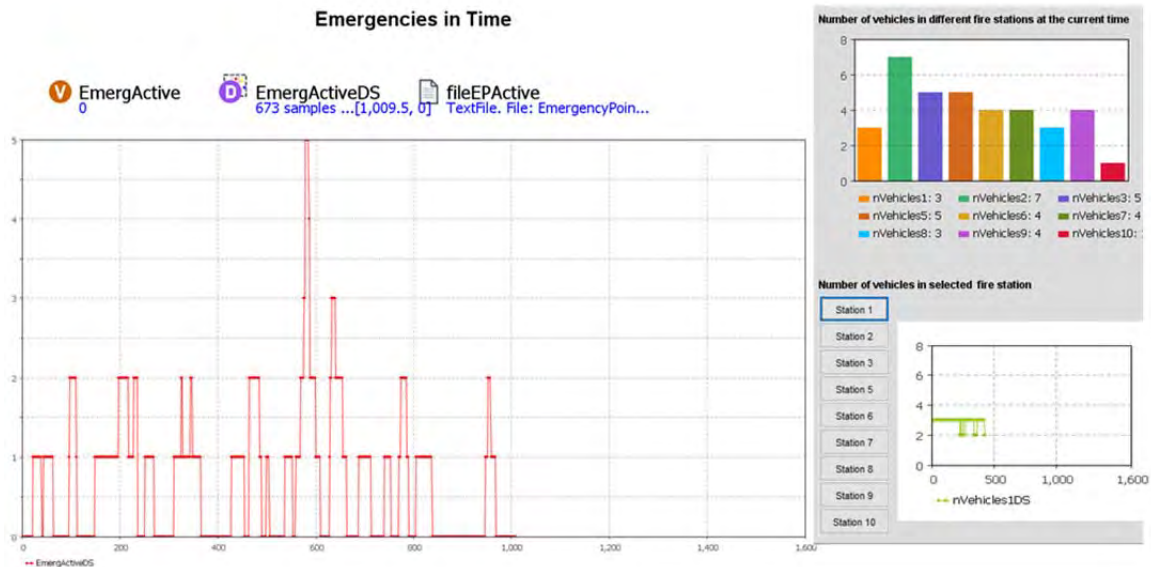 Emergencies in Time
EmergActive
0
EmergActiveDS
673 samples ...[1,009.5, 0]
fileEPActive
TextFile. File: EmergencyPoin...
5
4
3
2
1
0
0 200 400 600 800 1,000 1,200 1,400 1,600
EmergActiveDS
Number of vehicles in different fire stations at the current time
8
6
4
2
0
nVehicles1: 3 nVehicles2: 7 nVehicles3: 5
nVehicles5: 5 nVehicles6: 4 nVehicles7: 4
nVehicles8: 3 nVehicles9: 4 nVehicles10:
Number of vehicles in selected fire station
Station 1
Station 2
Station 3
Station 5
Station 6
Station 7
Station 8
Station 9
Station 10
8
6
4
2
0
0 500 1,000 1,600
nVehicles1DS